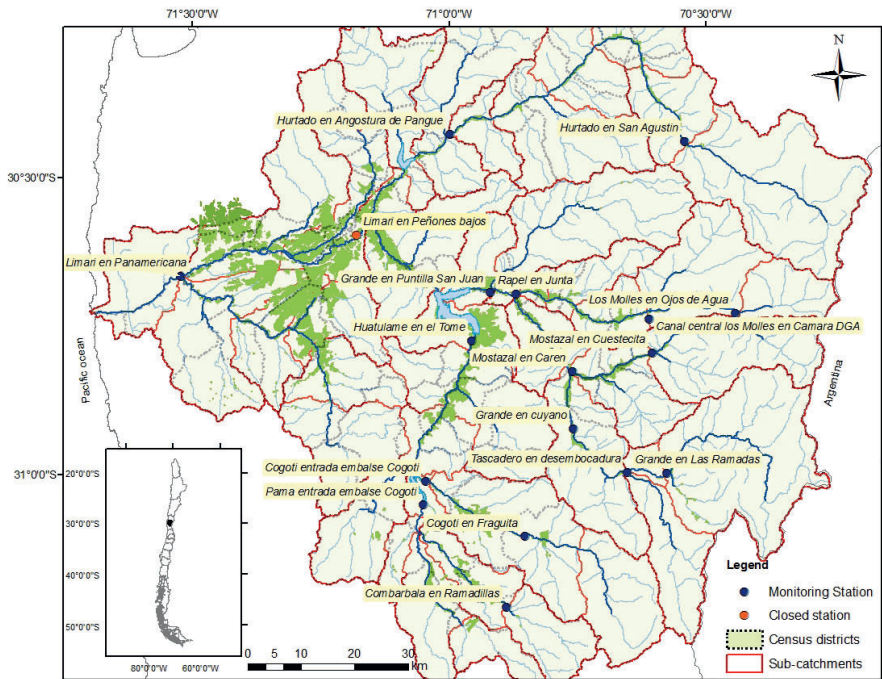 71°30'0"W
71°0'0"W
70°30'0"W
N
Hurtado en Angostura de Pangue
Hurtado en San Agustin
30°30'0"S
Limari en Peñones bajos
Limari en Panamericana
Grande en Puntilla San Juan
Rapel en Junta
Los Molles en Ojos de Agua
Huatulame en el Tome
Canal central los Molles en Camara DGA
Mostazal en Cuestecita
Mostazal en Caren
Pacific ocean
Argentina
Grande en cuyano
Tascadero en desembocadura
Grande en Las Ramadas
31°0'0"S
Cogoti entrada embalse Cogoti
Pama entrada embalse Cogoti
Cogoti en Fraguita
Combarbala en Ramadillas
20°0'0"S
30°0'0"S
40°0'0"S
50°0'0"S
80°0'0"W 60°0'0"W
0 5 10 20 30
km
Legend
Monitoring Station
Closed station
Census districts
Sub-catchments